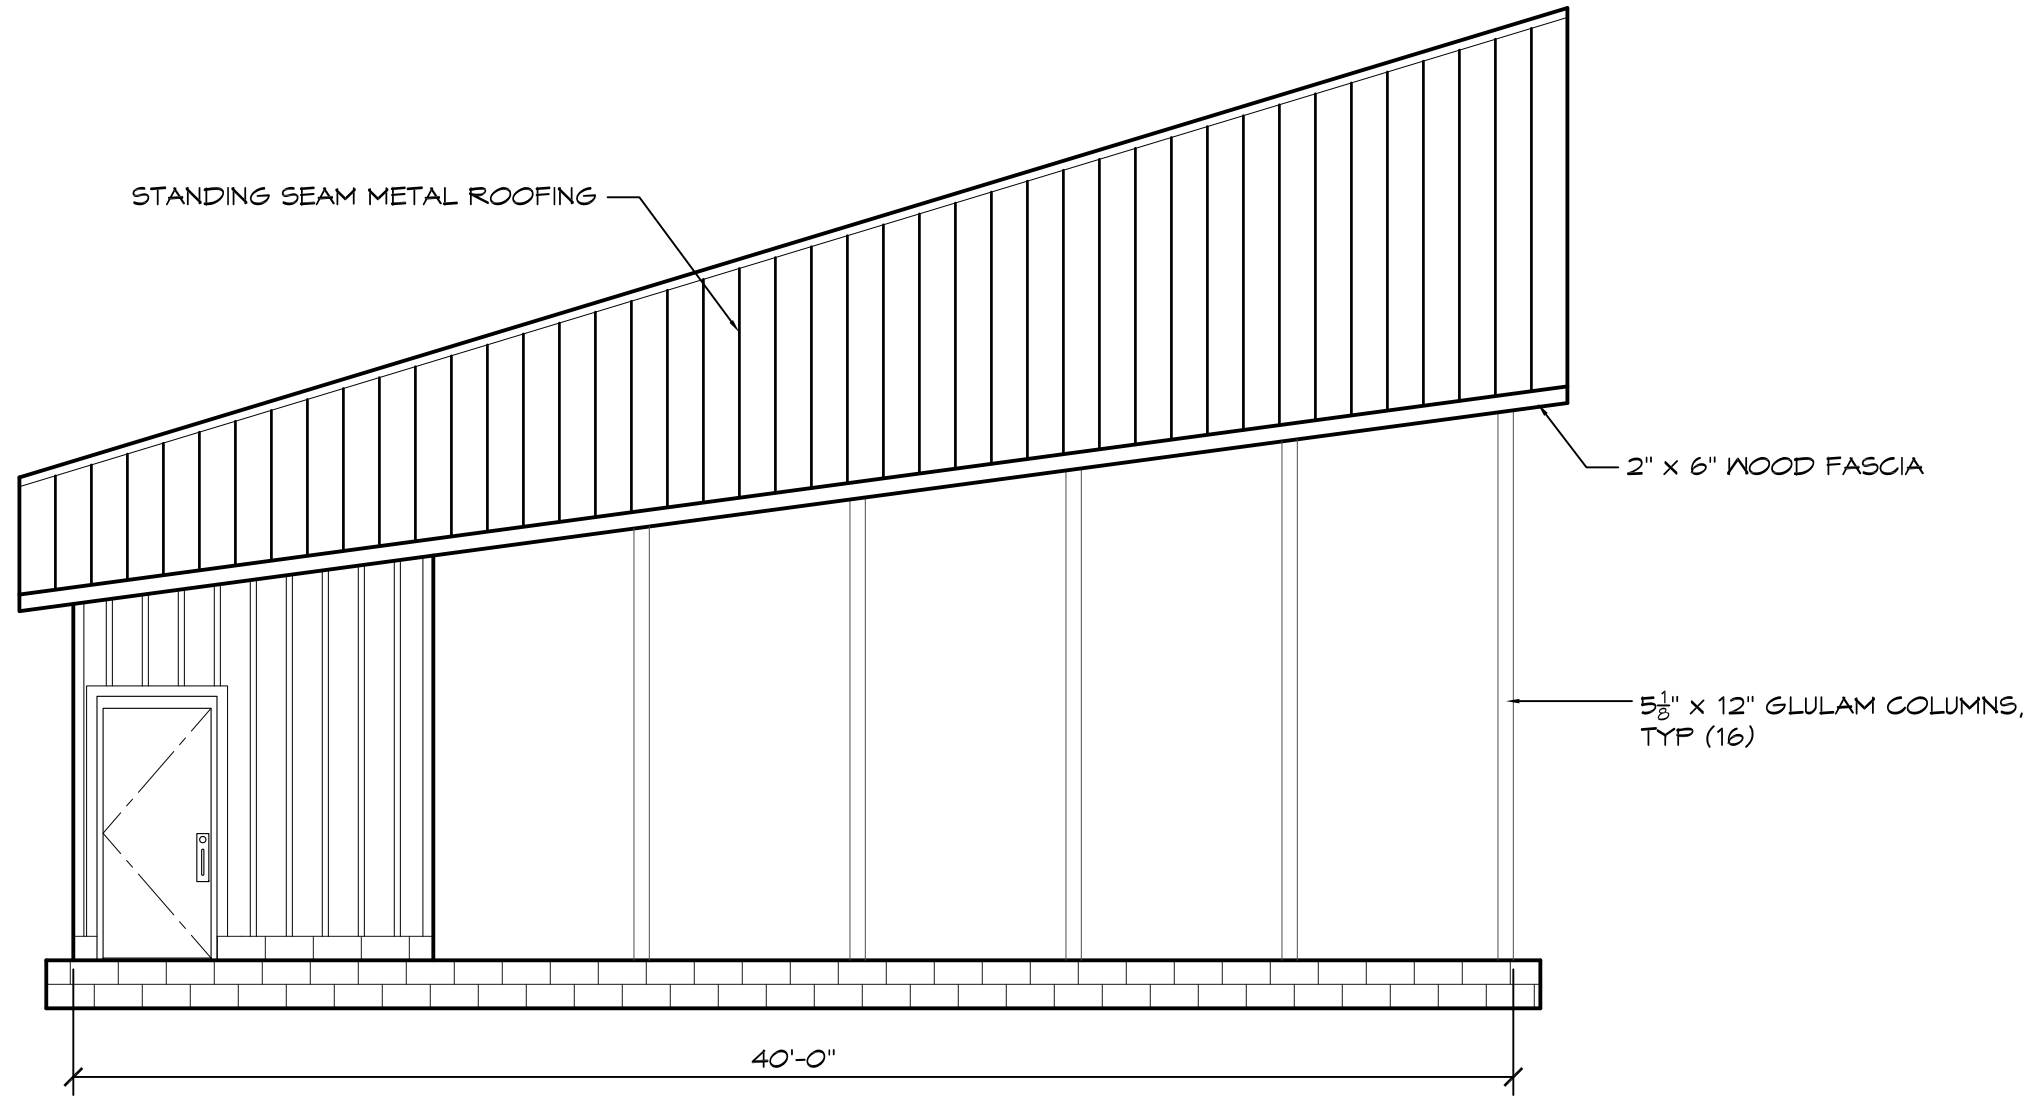 STANDING SEAM METAL ROOFING
2" x 6" WOOD FASCIA
5⅛" x 12" GLULAM COLUMNS,
TYP (16)
40'-0"